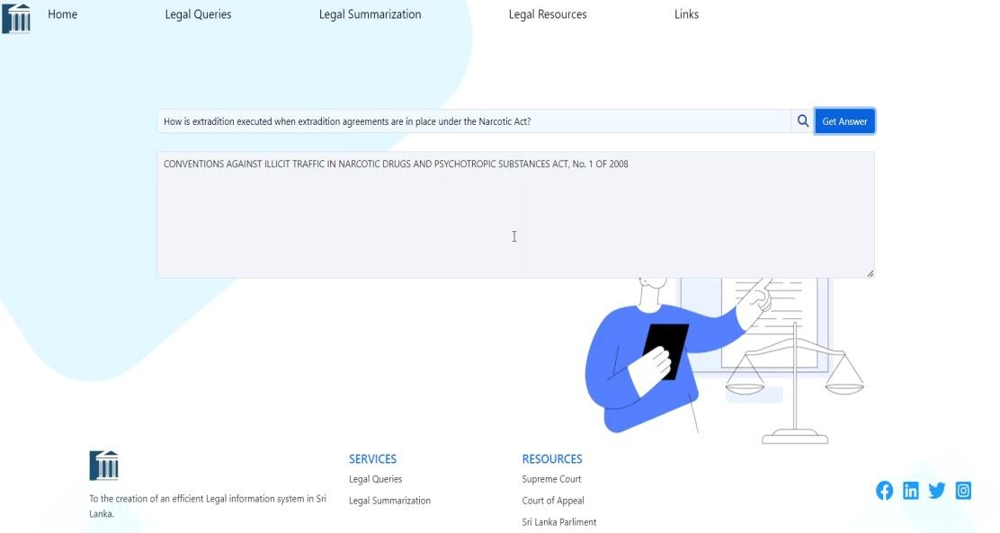 Home Legal Queries Legal Summarization Legal Resources Links
How is extradition executed when extradition agreements are in place under the Narcotic Act? Get Answer
CONVENTIONS AGAINST ILLICIT TRAFFIC IN NARCOTIC DRUGS AND PSYCHOTROPIC SUBSTANCES ACT, No. 1 OF 2008
To the creation of an efficient Legal information system in Sri
Lanka.
SERVICES
Legal Queries
Legal Summarization
RESOURCES
Supreme Court
Court of Appeal
Sri Lanka Parliment